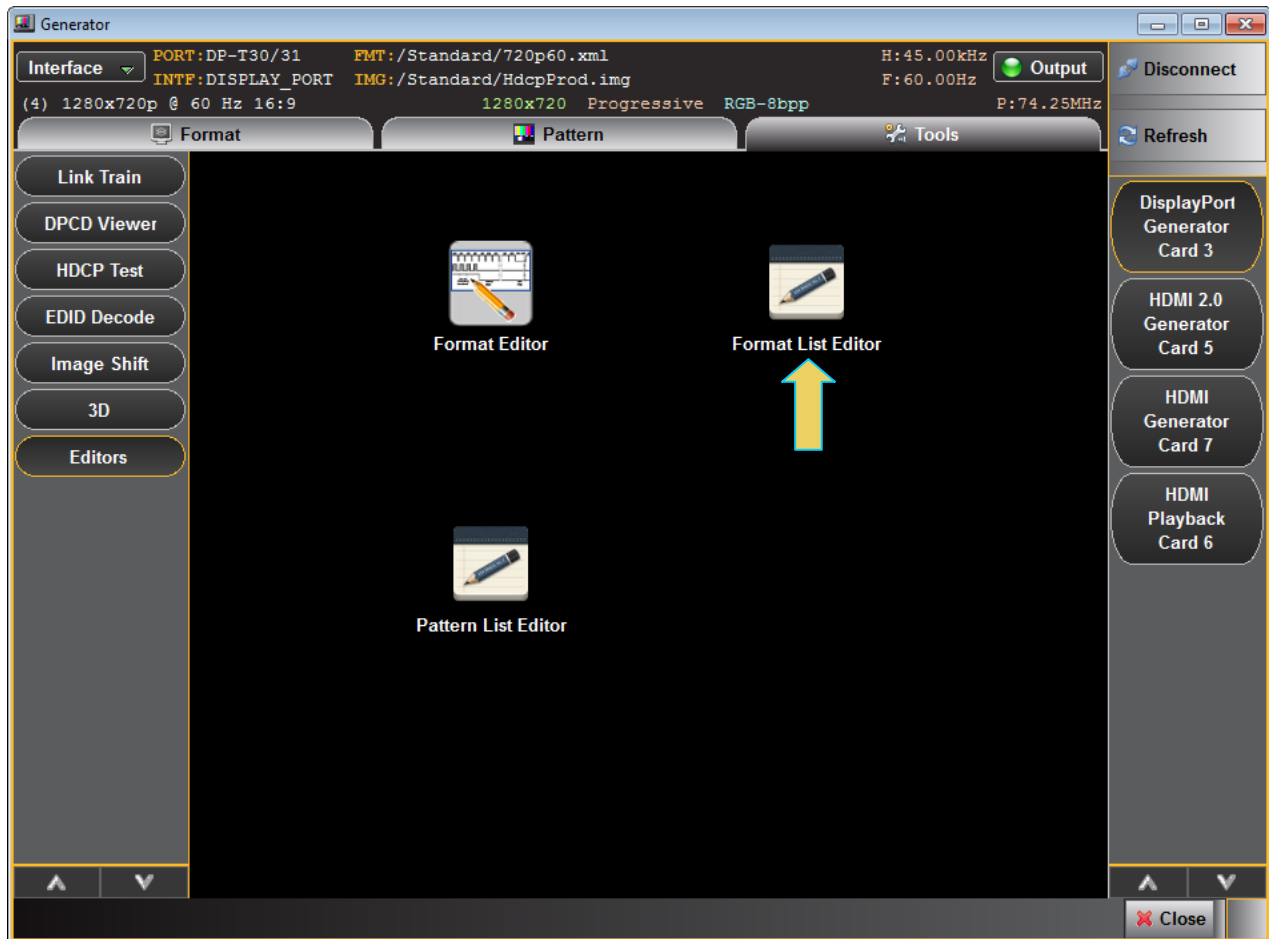 Generator
Interface
PORT:DP-T30/31 FMT:/Standard/720p60.xml H:45.00kHz
INTF:DISPLAY_PORT IMG:/Standard/HdcpProd.img F:60.00Hz
Output
(4) 1280x720p @ 60 Hz 16:9 1280x720 Progressive RGB-8bpp P:74.25MHz
Disconnect
Refresh
Format
Pattern
Tools
Link Train
DPCD Viewer
HDCP Test
EDID Decode
Image Shift
3D
Editors
Format Editor
Format List Editor
Pattern List Editor
DisplayPort
Generator
Card 3
HDMI 2.0
Generator
Card 5
HDMI
Generator
Card 7
HDMI
Playback
Card 6
Close